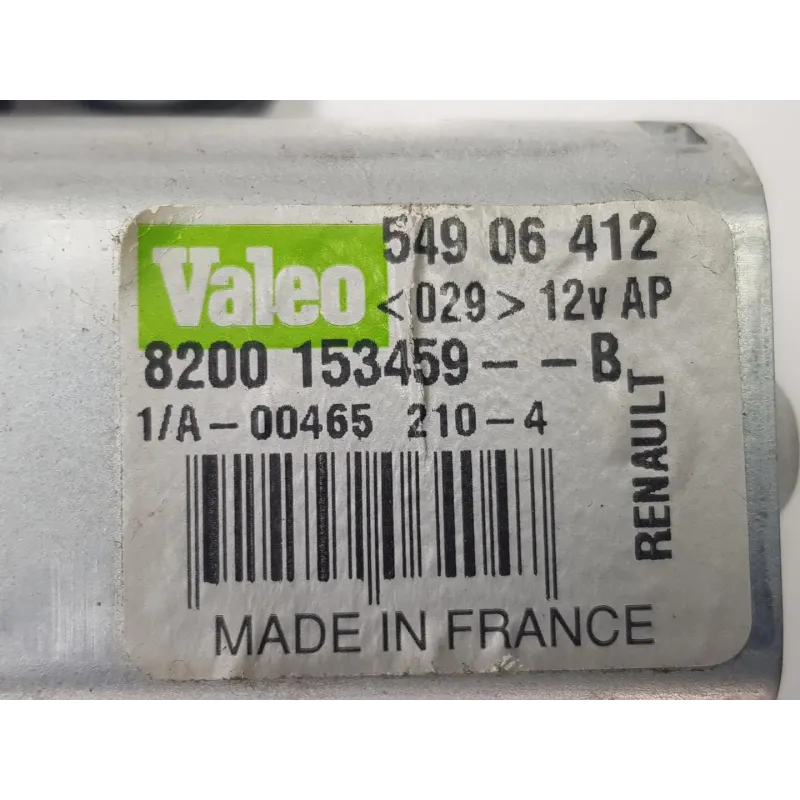 Valeo 549 06 412
<029> 12v AP
8200 153459--B
1/A-00465 210-4
RENAULT
MADE IN FRANCE